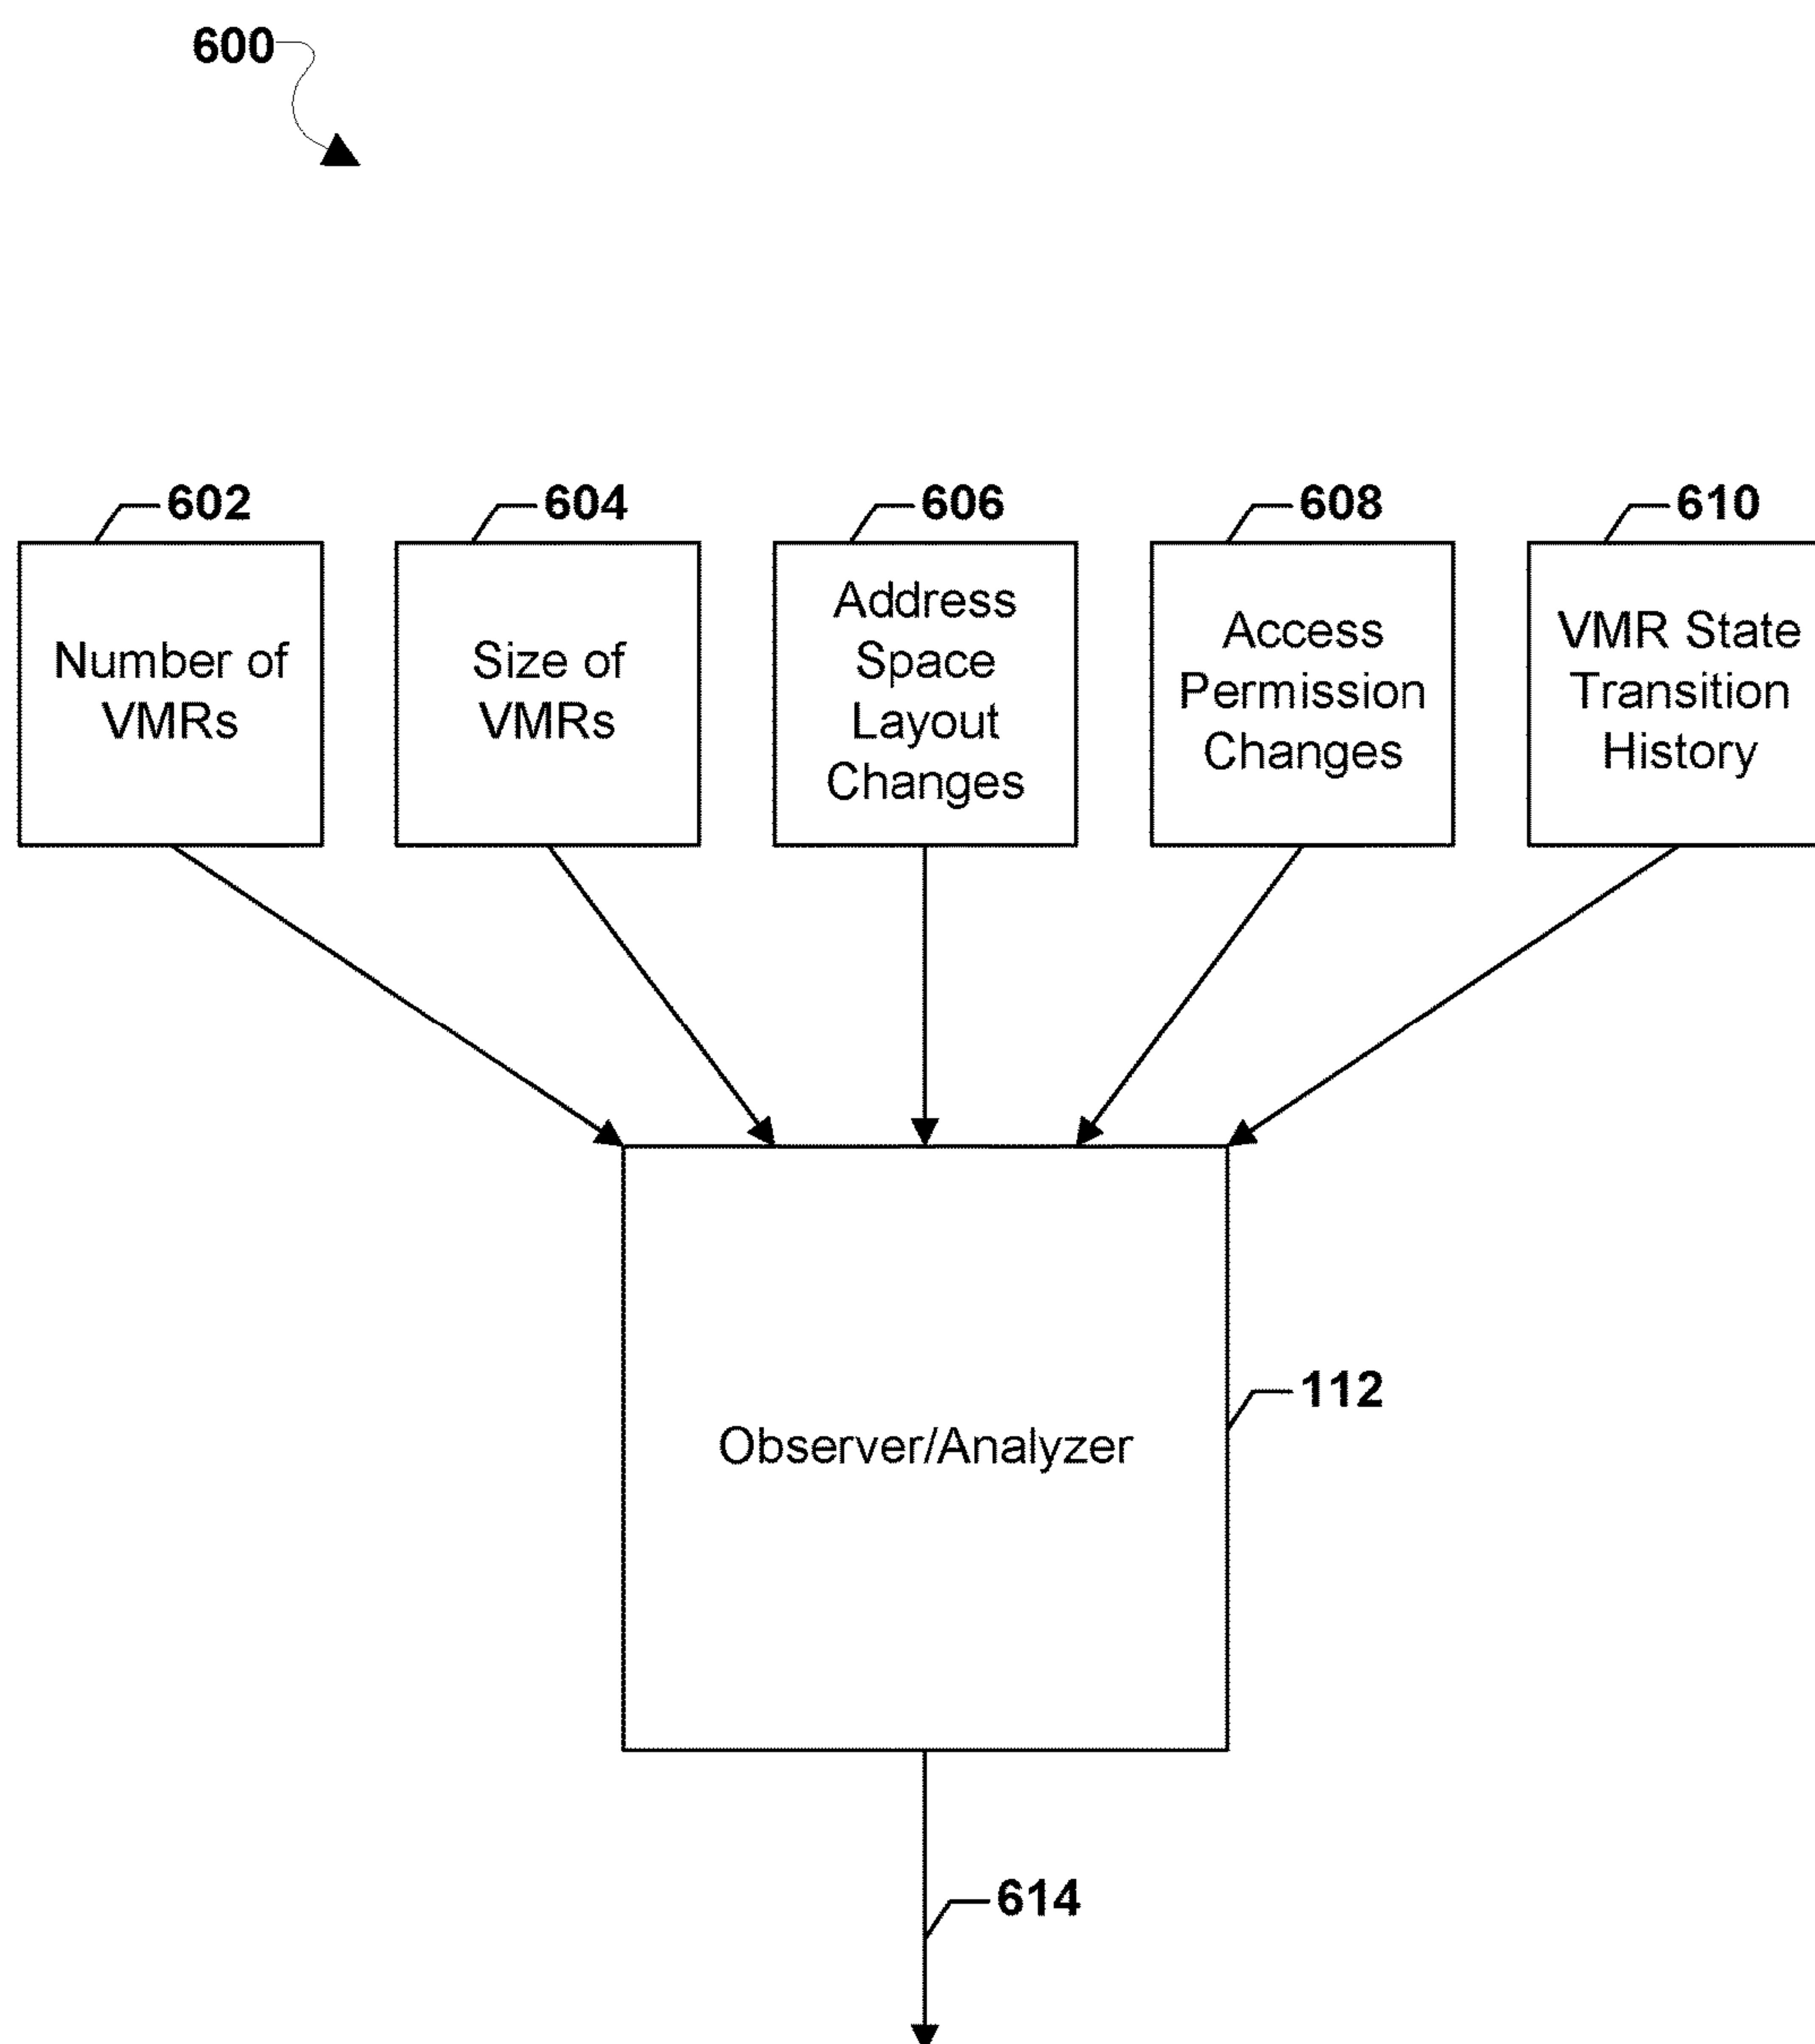 600
602
604
606
608
610
Number of
VMRs
Size of
VMRs
Address
Space
Layout
Changes
Access
Permission
Changes
VMR State
Transition
History
Observer/Analyzer
112
614